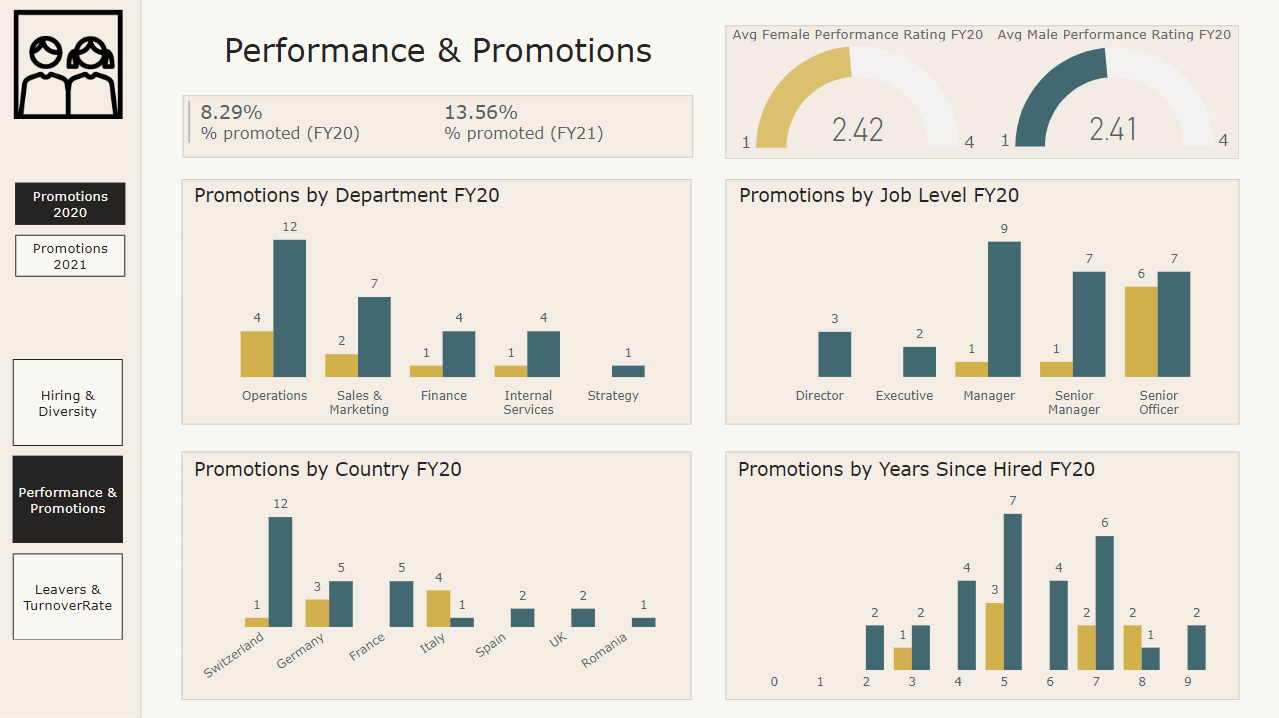 Performance & Promotions
Avg Female Performance Rating FY20
Avg Male Performance Rating FY20
1
2.42
4
1
2.41
4
8.29%
% promoted (FY20)
13.56%
% promoted (FY21)
Promotions
2020
Promotions
2021
Hiring &
Diversity
Performance &
Promotions
Leavers &
TurnoverRate
Promotions by Department FY20
4
12
2
7
1
4
1
4
1
Operations
Sales &
Marketing
Finance
Internal
Services
Strategy
Promotions by Job Level FY20
3
2
1
9
1
7
6
7
Director
Executive
Manager
Senior
Manager
Senior
Officer
Promotions by Country FY20
1
12
3
5
5
4
1
2
2
1
Switzerland
Germany
France
Italy
Spain
UK
Romania
Promotions by Years Since Hired FY20
2
1
2
4
3
7
4
2
6
2
1
2
0
1
2
3
4
5
6
7
8
9